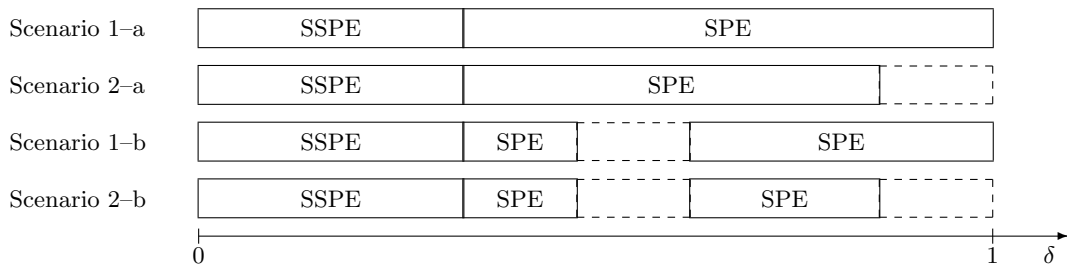 Scenario 1–a SSPE SPE
Scenario 2–a SSPE SPE
Scenario 1–b SSPE SPE SPE
Scenario 2–b SSPE SPE SPE
0 1 δ